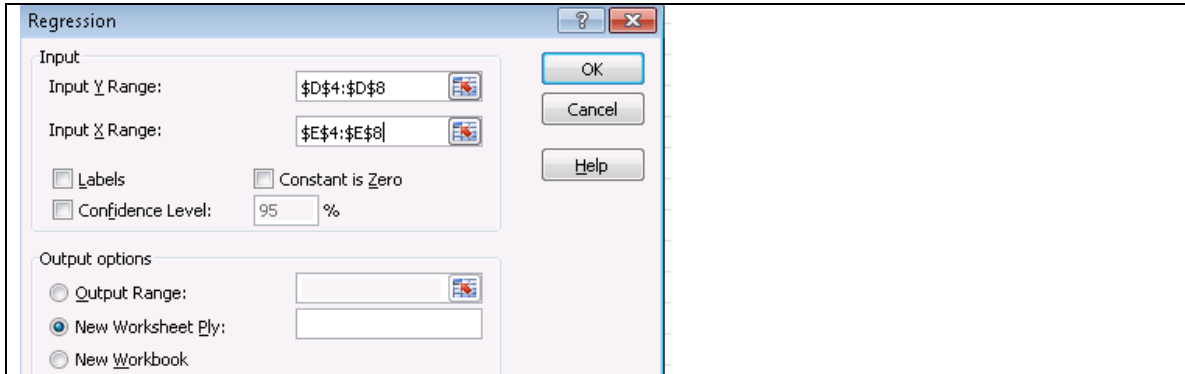 Regression
Input
Input Y Range: $D$4:$D$8
OK
Cancel
Input X Range: $E$4:$E$8
Help
Labels Constant is Zero
Confidence Level: 95 %
Output options
Output Range:
New Worksheet Ply:
New Workbook